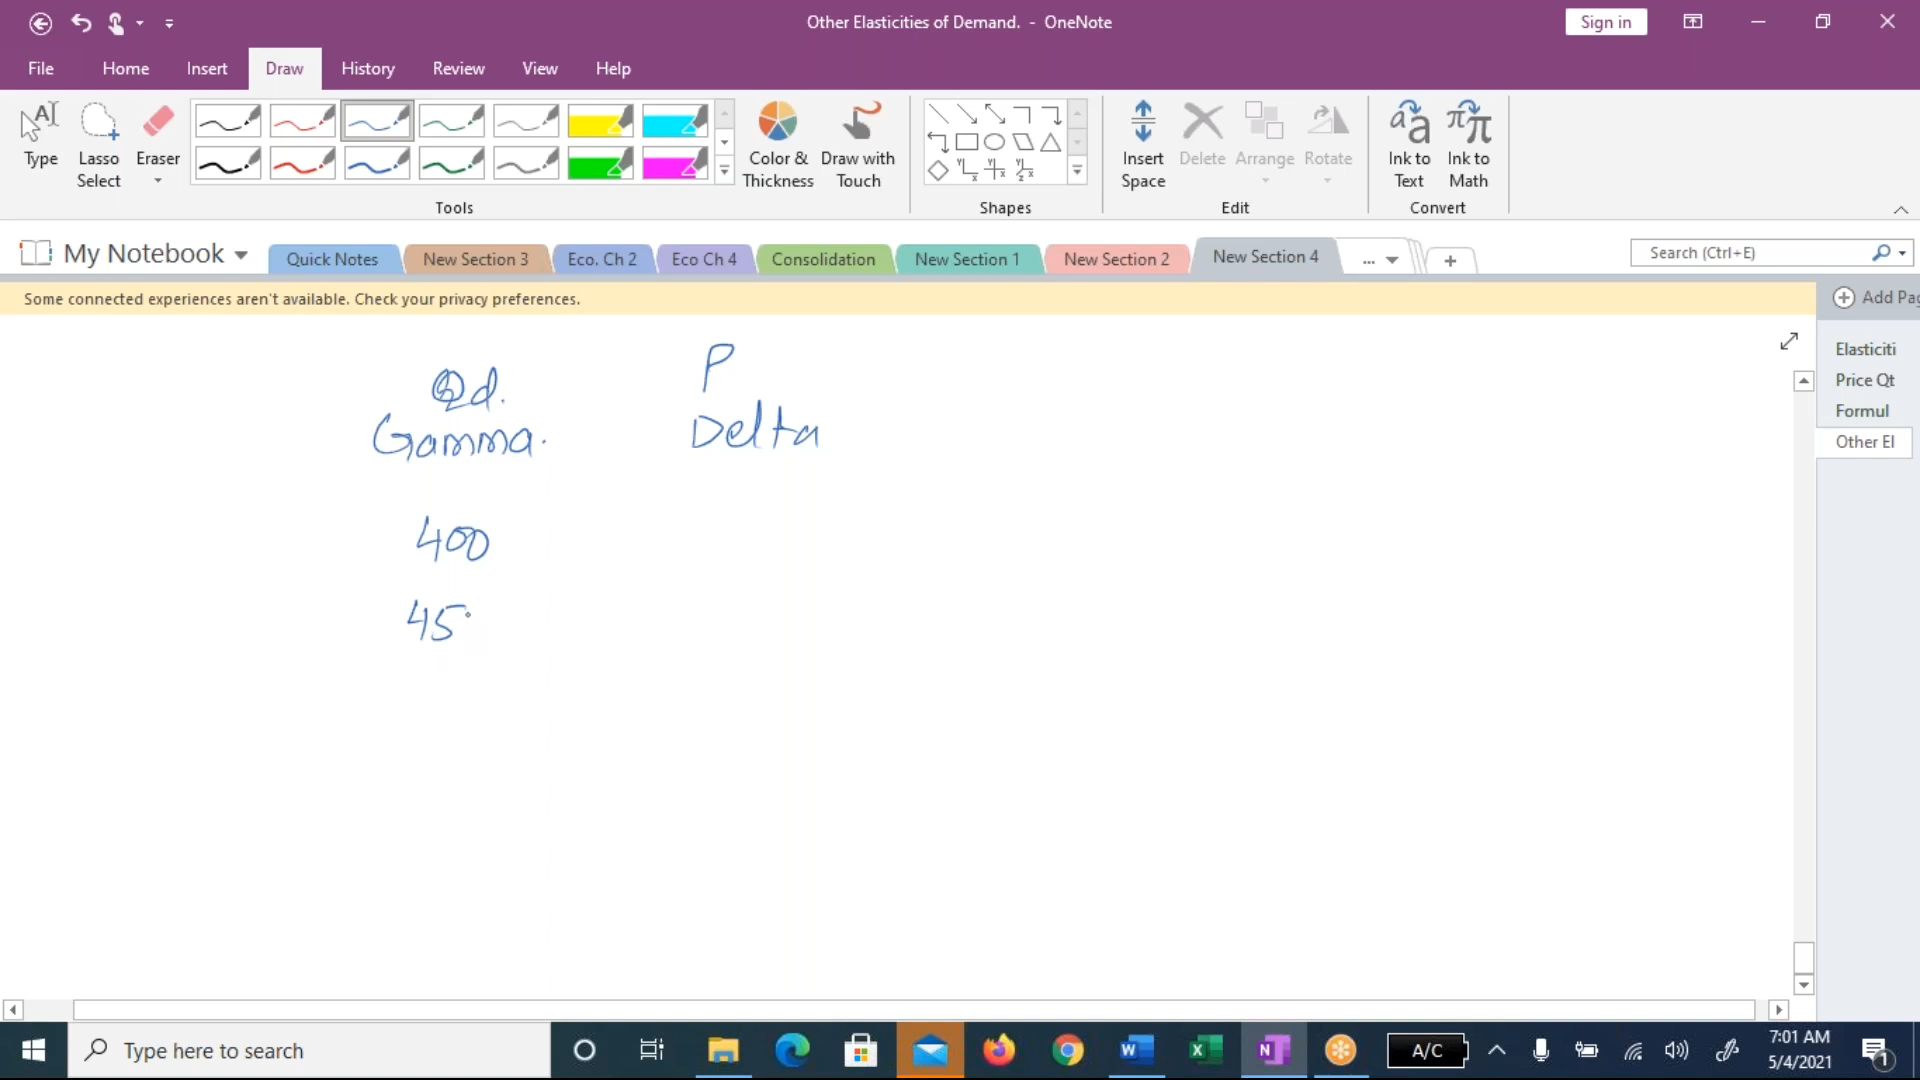 Other Elasticities of Demand. - OneNote
Sign in
File Home Insert Draw History Review View Help
Type
Lasso Select
Eraser
Color & Thickness
Draw with Touch
Insert Space
Delete
Arrange
Rotate
Ink to Text
Ink to Math
Tools
Shapes
Edit
Convert
My Notebook
Quick Notes New Section 3 Eco. Ch 2 Eco Ch 4 Consolidation New Section 1 New Section 2 New Section 4 ...
Search (Ctrl+E)
Some connected experiences aren't available. Check your privacy preferences.
Add Pag
Elasticiti
Price Qt
Formul
Other El
Qd. P
Gamma. Delta
400
45
Type here to search
A/C
7:01 AM
5/4/2021
1